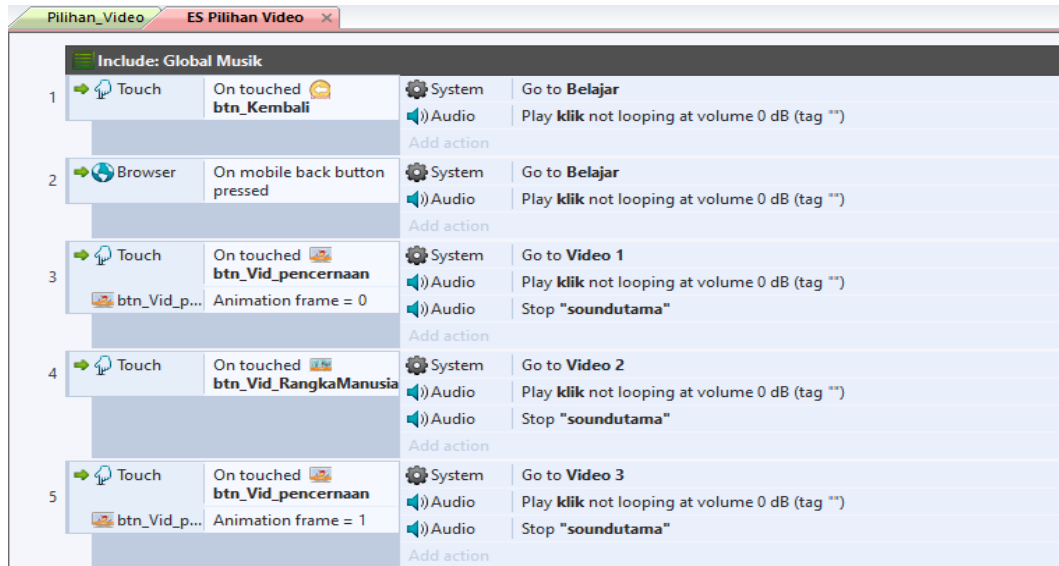 Pilihan_Video ES Pilihan Video ×
Include: Global Musik
1 Touch On touched btn_Kembali System Go to Belajar
Audio Play klik not looping at volume 0 dB (tag "")
Add action
2 Browser On mobile back button pressed System Go to Belajar
Audio Play klik not looping at volume 0 dB (tag "")
Add action
3 Touch On touched btn_Vid_pencernaan System Go to Video 1
Audio Play klik not looping at volume 0 dB (tag "")
btn_Vid_p... Animation frame = 0 Audio Stop "soundutama"
Add action
4 Touch On touched btn_Vid_RangkaManusia System Go to Video 2
Audio Play klik not looping at volume 0 dB (tag "")
Audio Stop "soundutama"
Add action
5 Touch On touched btn_Vid_pencernaan System Go to Video 3
Audio Play klik not looping at volume 0 dB (tag "")
btn_Vid_p... Animation frame = 1 Audio Stop "soundutama"
Add action